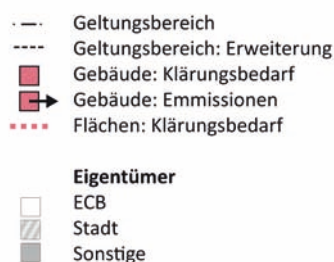 Geltungsbereich
Geltungsbereich: Erweiterung
Gebäude: Klärungsbedarf
Gebäude: Emmissionen
Flächen: Klärungsbedarf
Eigentümer
ECB
Stadt
Sonstige